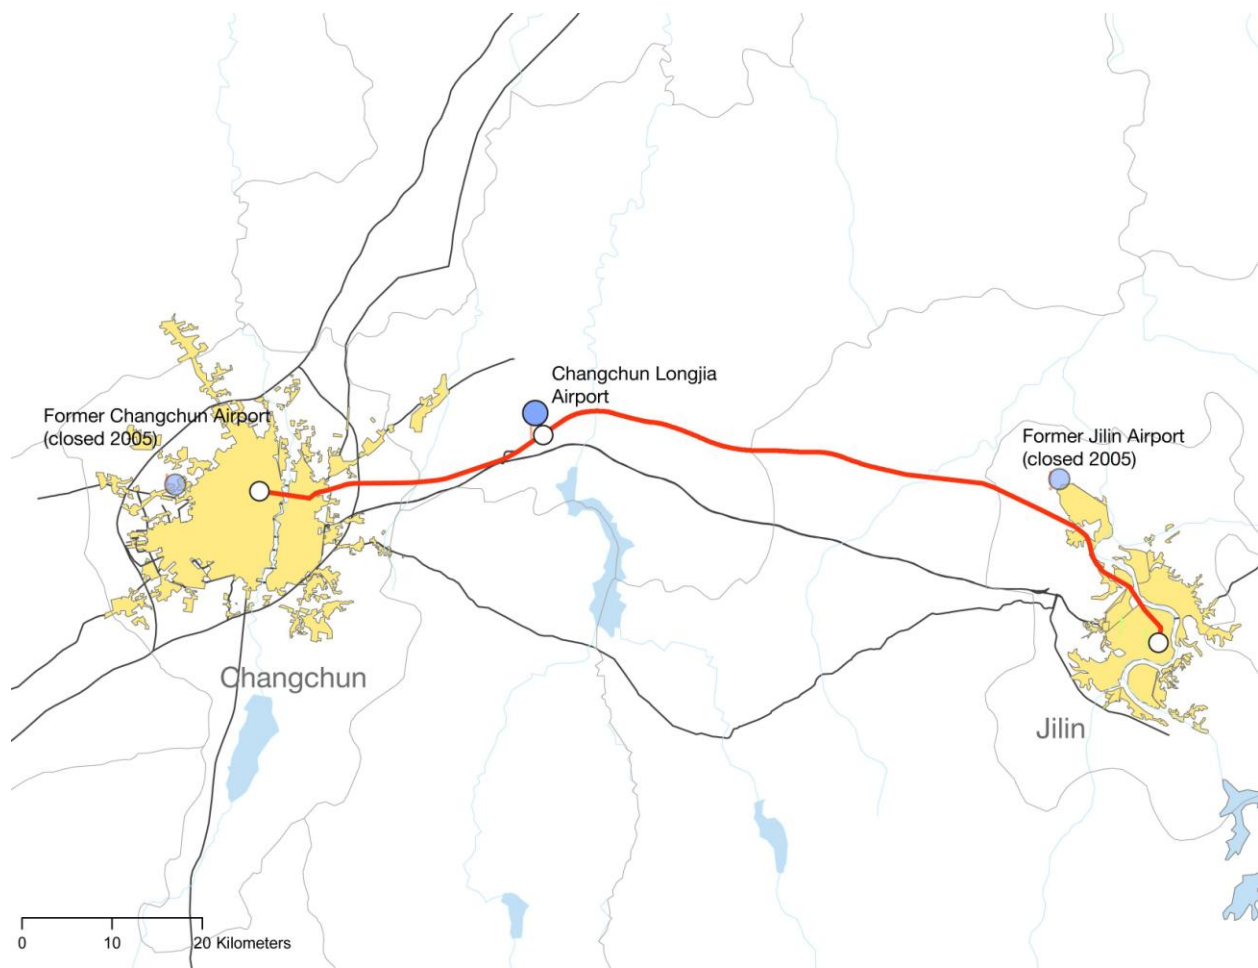 Changchun Longjia
Airport
Former Changchun Airport
(closed 2005)
Former Jilin Airport
(closed 2005)
Changchun
Jilin
0 10 20 Kilometers